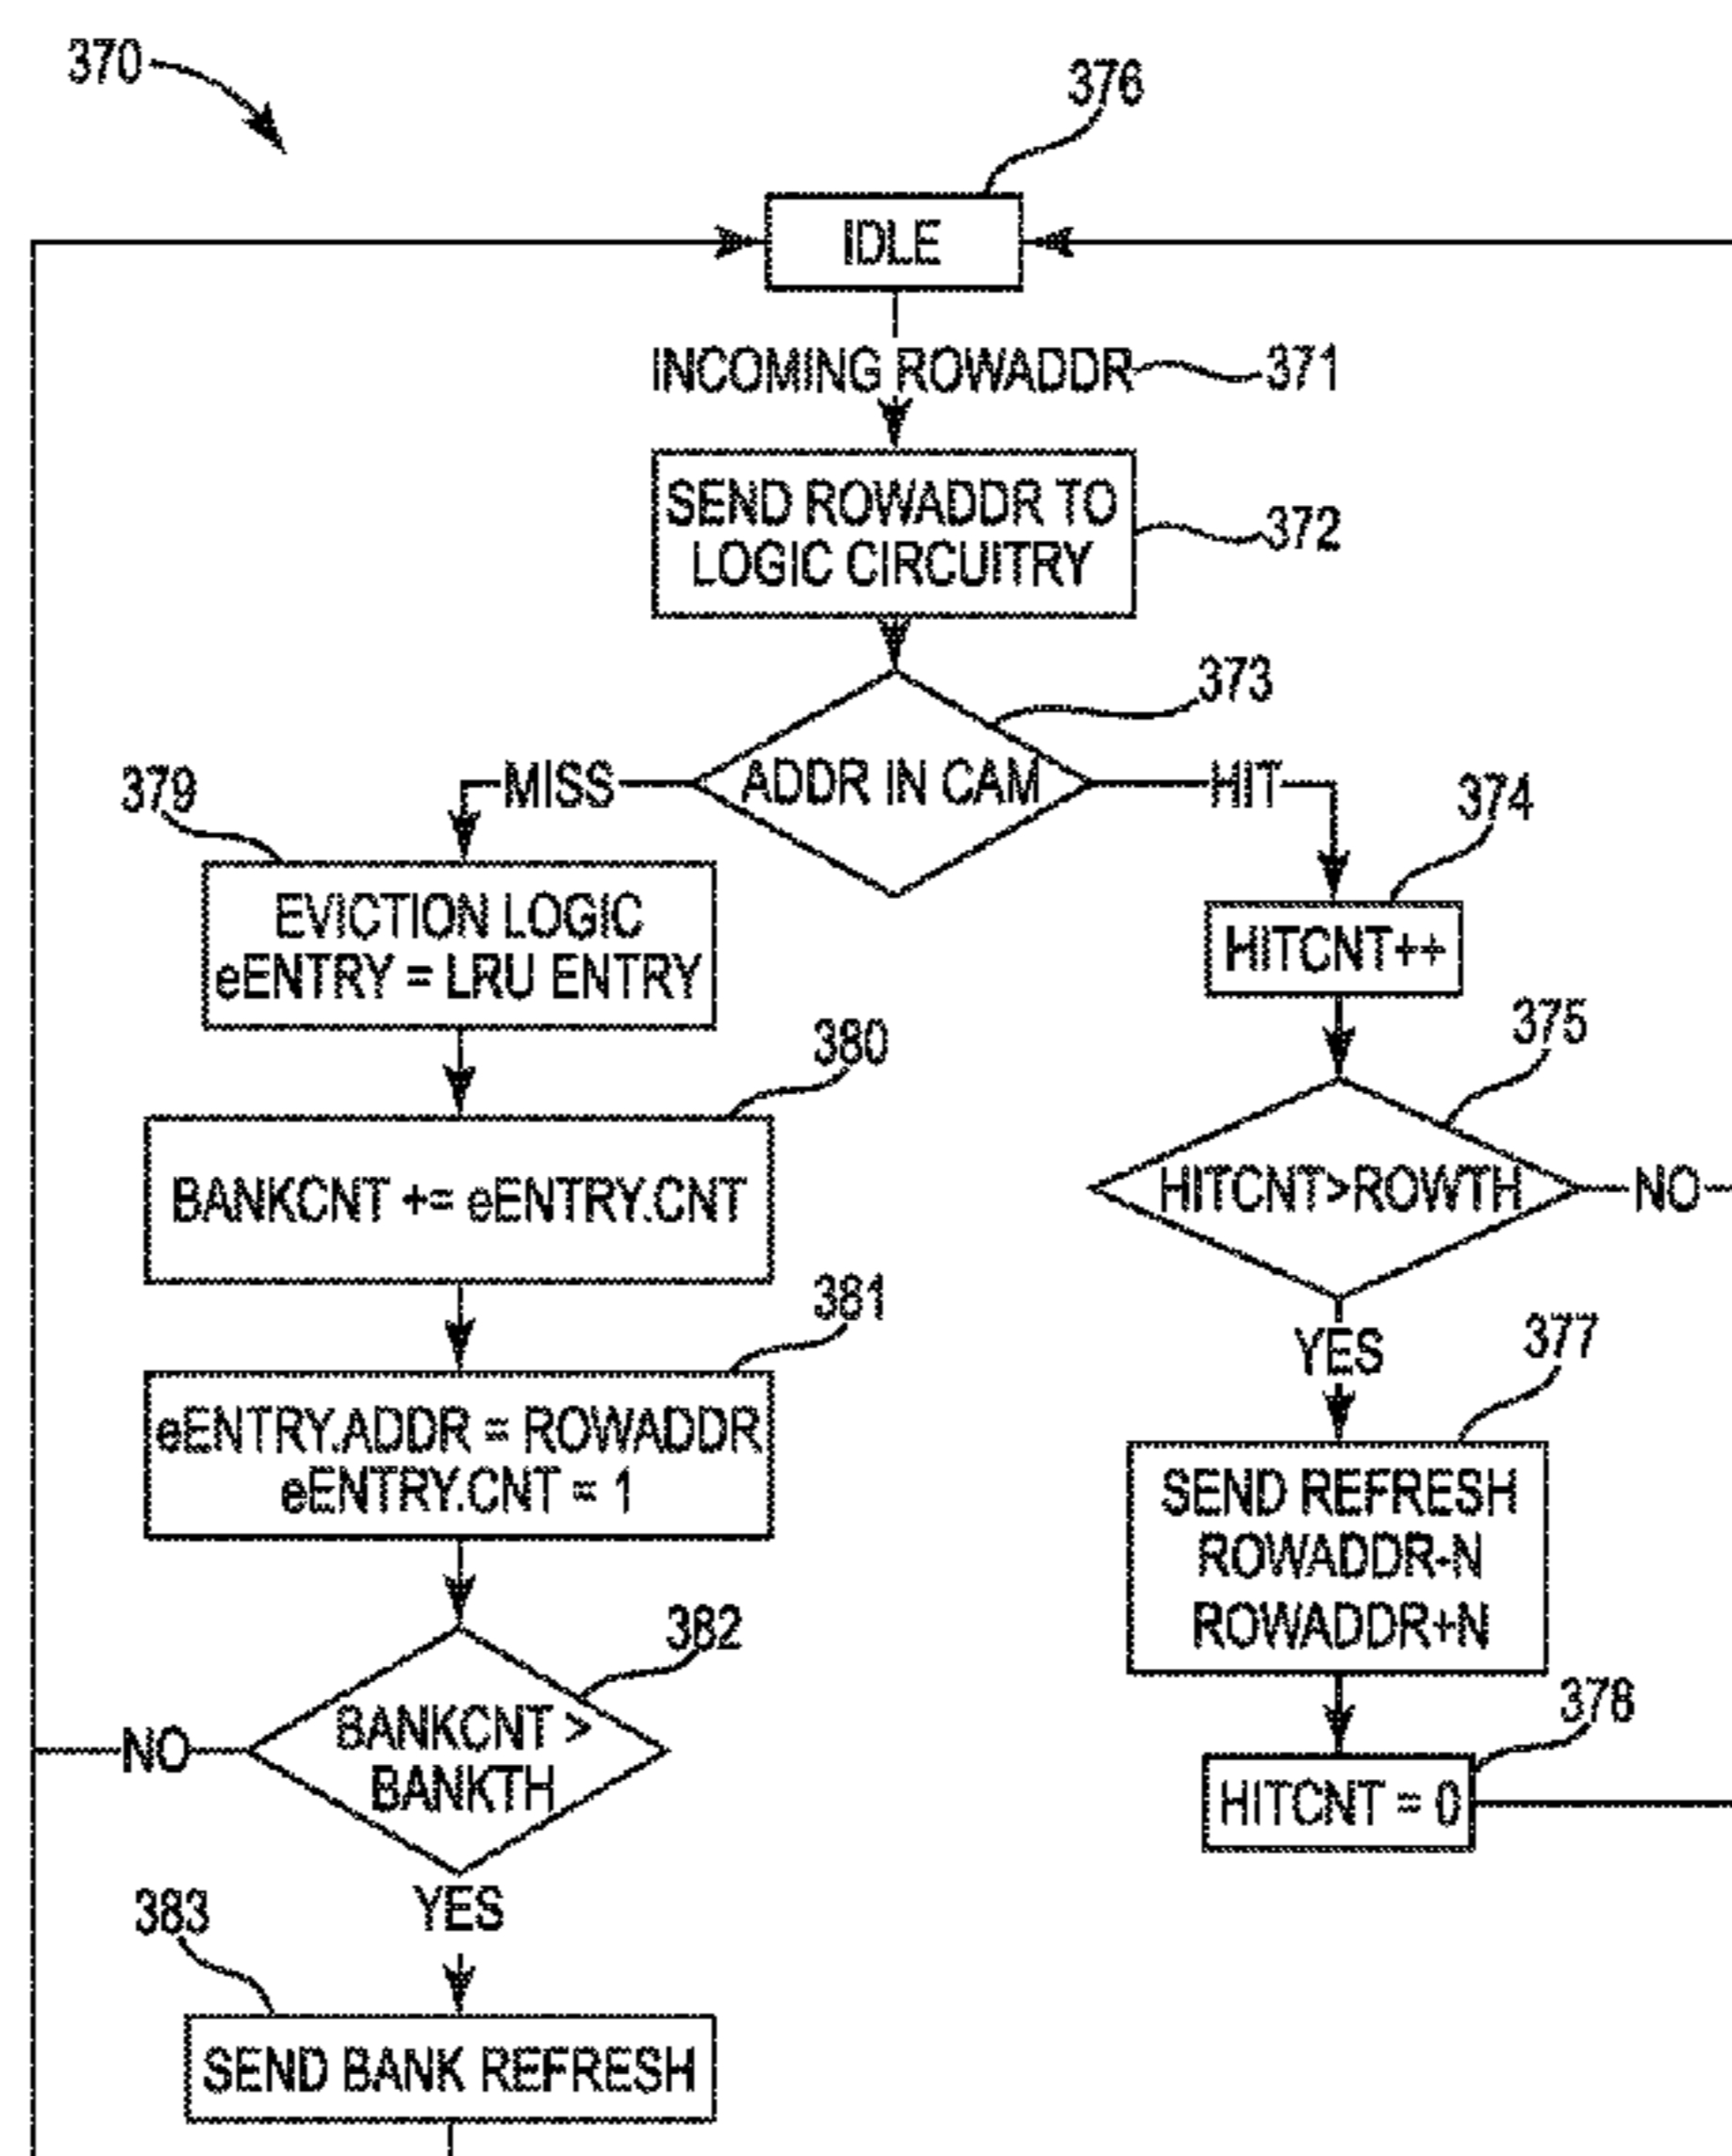 370
376
IDLE
INCOMING ROWADDR
371
SEND ROWADDR TO
LOGIC CIRCUITRY
372
373
ADDR IN CAM
MISS
HIT
379
EVICTION LOGIC
eENTRY = LRU ENTRY
374
HITCNT++
380
BANKCNT += eENTRY.CNT
375
HITCNT>ROWTH
NO
381
eENTRY.ADDR = ROWADDR
eENTRY.CNT = 1
YES
377
SEND REFRESH
ROWADDR-N
ROWADDR+N
382
BANKCNT >
BANKTH
NO
378
HITCNT = 0
YES
383
SEND BANK REFRESH